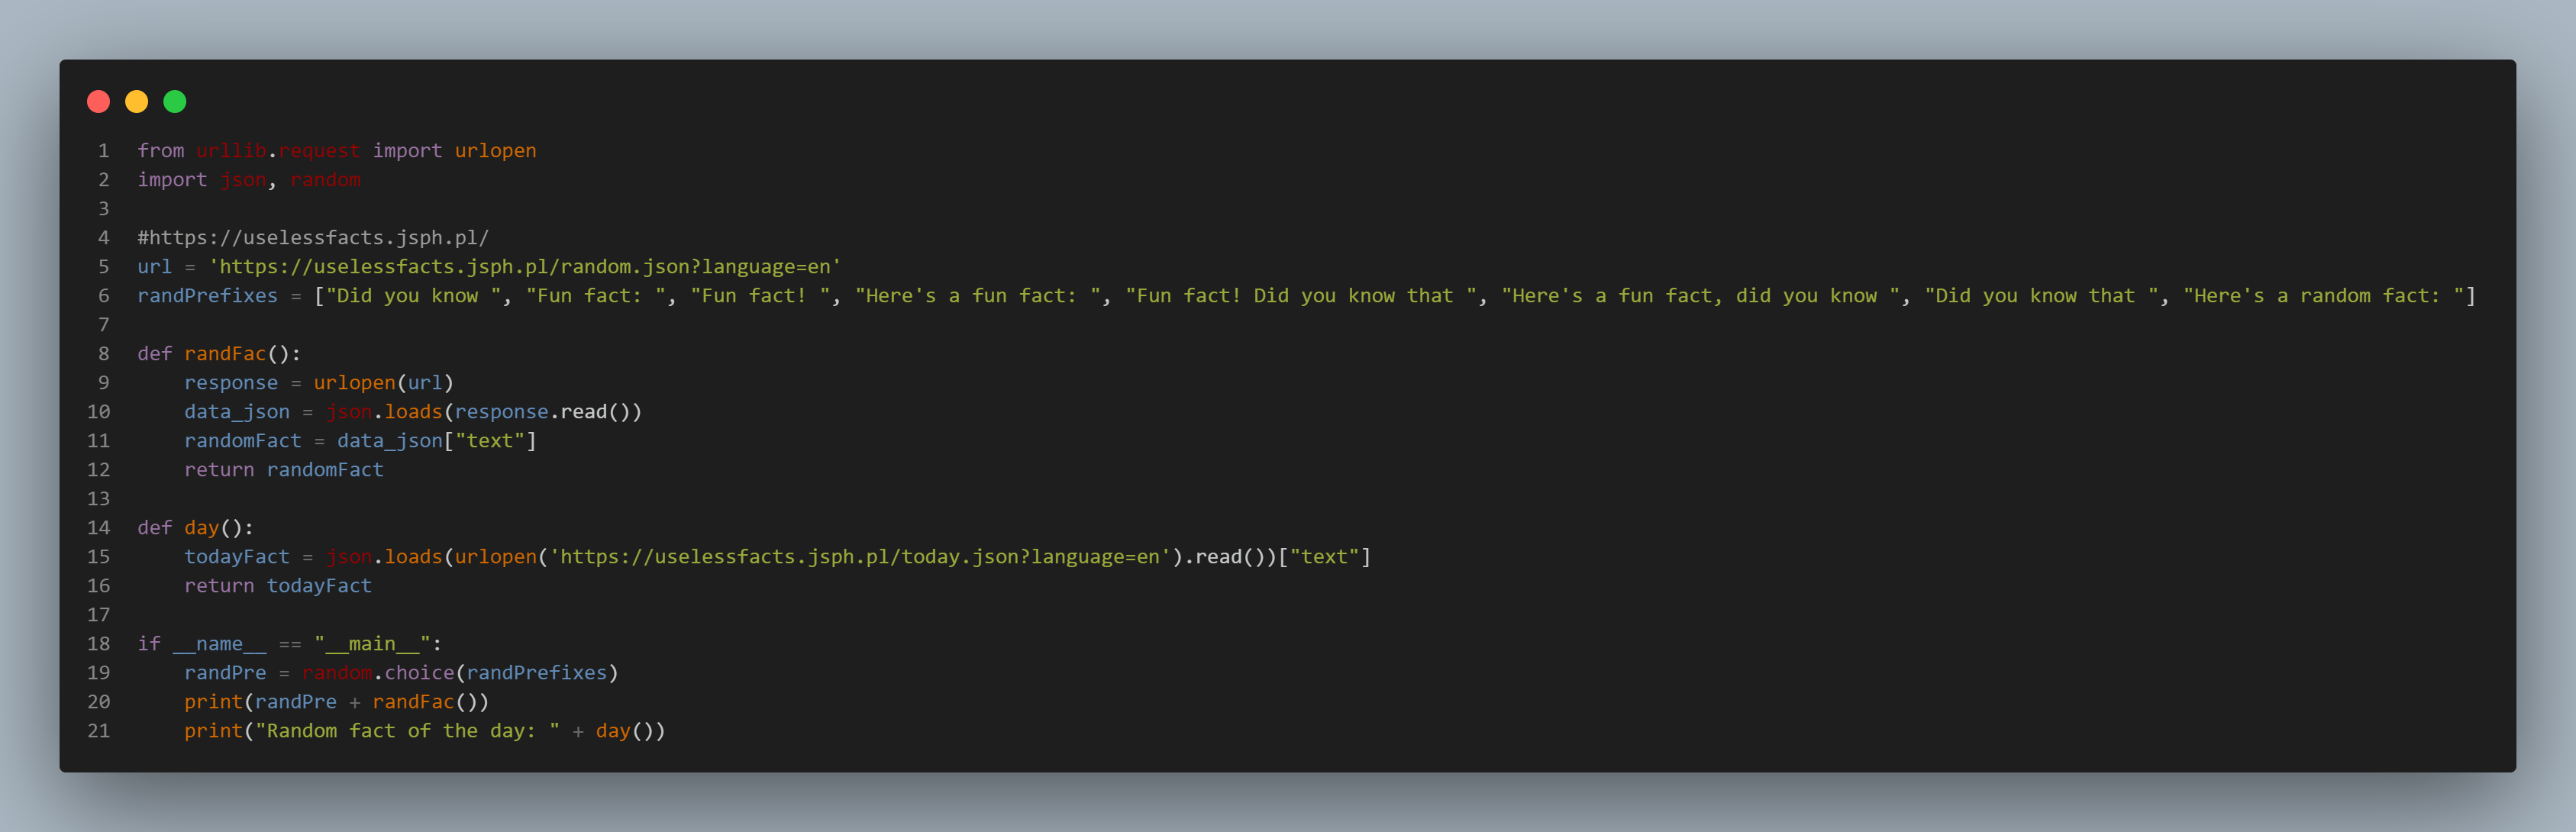 1 from urllib.request import urlopen
2 import json, random
3
4 #https://uselessfacts.jsph.pl/
5 url = 'https://uselessfacts.jsph.pl/random.json?language=en'
6 randPrefixes = ["Did you know ", "Fun fact: ", "Fun fact! ", "Here's a fun fact: ", "Fun fact! Did you know that ", "Here's a fun fact, did you know ", "Did you know that ", "Here's a random fact: "]
7
8 def randFac():
9     response = urlopen(url)
10     data_json = json.loads(response.read())
11     randomFact = data_json["text"]
12     return randomFact
13
14 def day():
15     todayFact = json.loads(urlopen('https://uselessfacts.jsph.pl/today.json?language=en').read())["text"]
16     return todayFact
17
18 if __name__ == "__main__":
19     randPre = random.choice(randPrefixes)
20     print(randPre + randFac())
21     print("Random fact of the day: " + day())